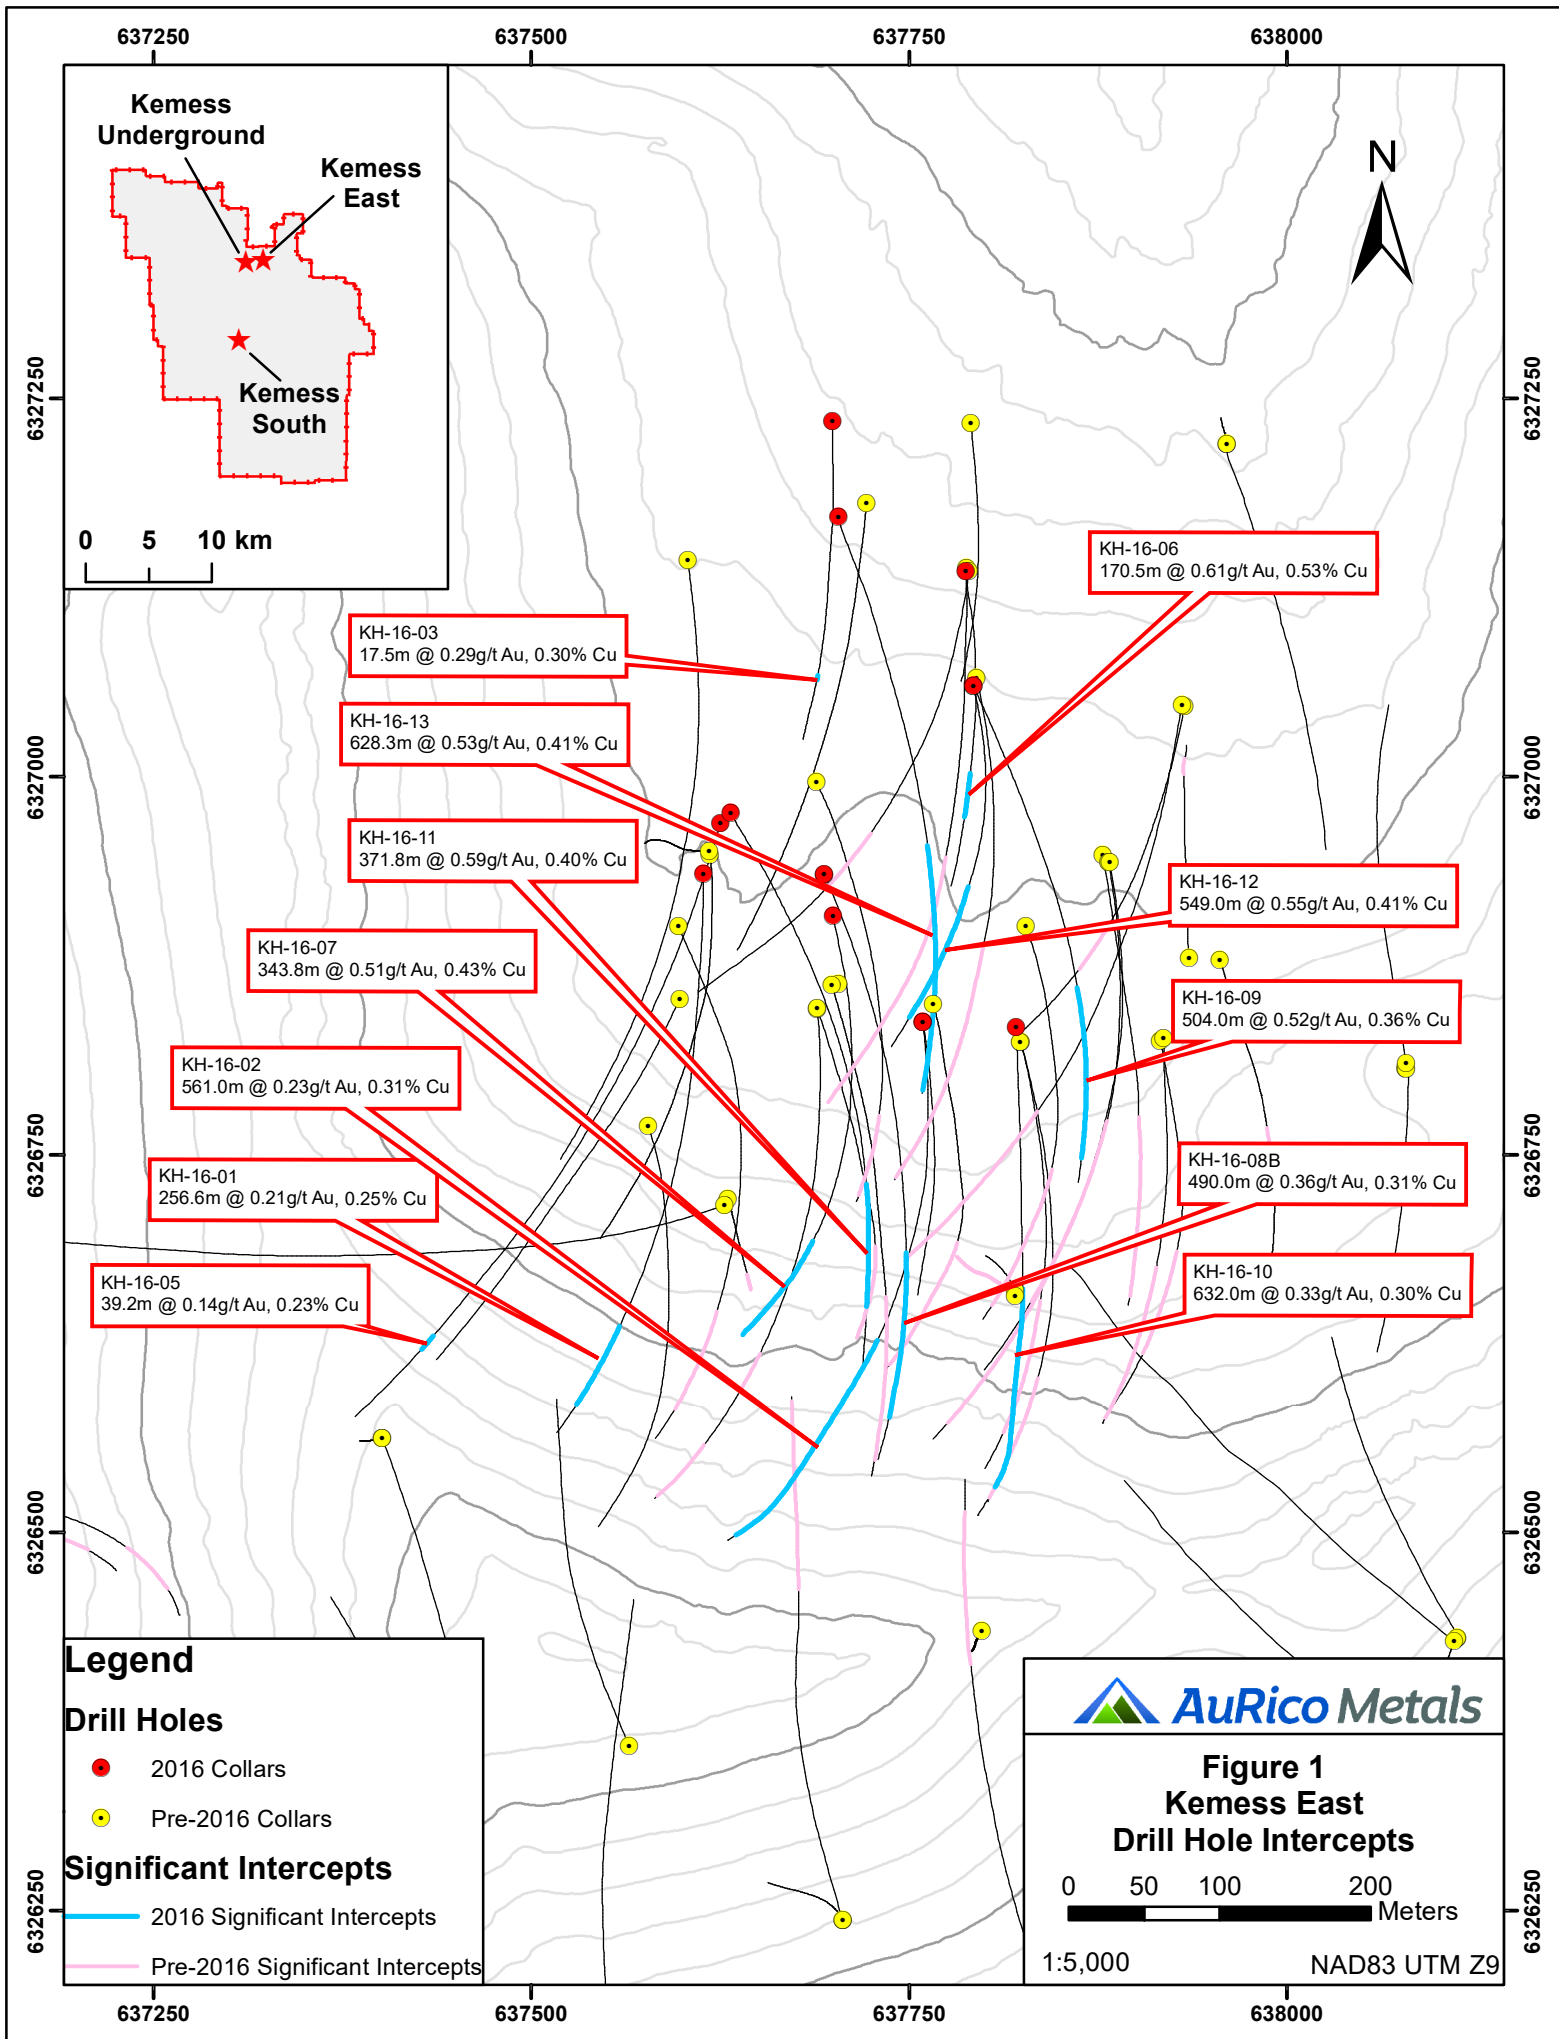 637250
637500
637750
638000
Kemess
Underground
Kemess
East
Kemess
South
0 5 10 km
N
6327250
6327250
KH-16-06
170.5m @ 0.61g/t Au, 0.53% Cu
KH-16-03
17.5m @ 0.29g/t Au, 0.30% Cu
KH-16-13
628.3m @ 0.53g/t Au, 0.41% Cu
6327000
6327000
KH-16-11
371.8m @ 0.59g/t Au, 0.40% Cu
KH-16-12
549.0m @ 0.55g/t Au, 0.41% Cu
KH-16-07
343.8m @ 0.51g/t Au, 0.43% Cu
KH-16-09
504.0m @ 0.52g/t Au, 0.36% Cu
KH-16-02
561.0m @ 0.23g/t Au, 0.31% Cu
6326750
6326750
KH-16-08B
490.0m @ 0.36g/t Au, 0.31% Cu
KH-16-01
256.6m @ 0.21g/t Au, 0.25% Cu
KH-16-10
632.0m @ 0.33g/t Au, 0.30% Cu
KH-16-05
39.2m @ 0.14g/t Au, 0.23% Cu
6326500
6326500
Legend
Drill Holes
2016 Collars
Pre-2016 Collars
Significant Intercepts
2016 Significant Intercepts
Pre-2016 Significant Intercepts
AuRico Metals
Figure 1
Kemess East
Drill Hole Intercepts
0 50 100 200
Meters
1:5,000 NAD83 UTM Z9
6326250
6326250
637250
637500
637750
638000